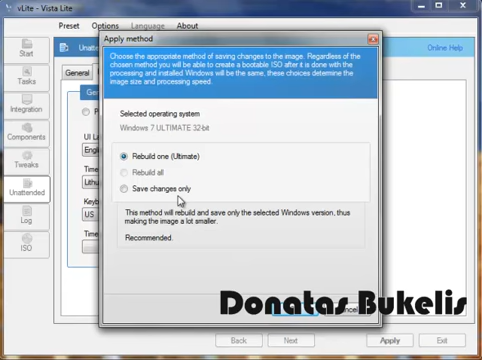 vLite - Vista Lite
Preset Options Language About
Start
Tasks
Integration
Components
Tweaks
Unattended
Log
ISO
Online Help
General
Apply method
Choose the appropriate method of saving changes to the image. Regardless of the
chosen method you will be able to create a bootable ISO after it is done with the
processing and installed Windows will be the same, these choices determine the
image size and processing speed.
Selected operating system
Windows 7 ULTIMATE 32-bit
Rebuild one (Ultimate)
Rebuild all
Save changes only
This method will rebuild and save only the selected Windows version, thus
making the image a lot smaller.
Recommended.
US
Donatas Bukelis
Back Next Apply Exit